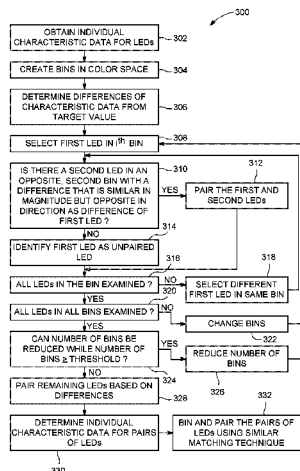 300
OBTAIN INDIVIDUAL
CHARACTERISTIC DATA FOR LEDs
302
CREATE BINS IN COLOR SPACE
304
DETERMINE DIFFERENCES OF
CHARACTERISTIC DATA FROM
TARGET VALUE
306
SELECT FIRST LED IN Ith BIN
308
IS THERE A SECOND LED IN AN
OPPOSITE, SECOND BIN WITH A
DIFFERENCE THAT IS SIMILAR IN
MAGNITUDE BUT OPPOSITE IN
DIRECTION AS DIFFERENCE OF
FIRST LED ?
310
YES
312
PAIR THE FIRST AND
SECOND LEDs
NO
314
IDENTIFY FIRST LED AS UNPAIRED
LED
316
ALL LEDs IN THE BIN EXAMINED ?
NO
318
SELECT DIFFERENT
FIRST LED IN SAME BIN
YES
320
ALL LEDs IN ALL BINS EXAMINED ?
NO
CHANGE BINS
322
YES
CAN NUMBER OF BINS BE
REDUCED WHILE NUMBER OF
BINS ≥ THRESHOLD ?
324
YES
REDUCE NUMBER OF
BINS
326
NO
PAIR REMAINING LEDs BASED ON
DIFFERENCES
328
DETERMINE INDIVIDUAL
CHARACTERISTIC DATA FOR PAIRS
OF LEDs
330
332
BIN AND PAIR THE PAIRS OF
LEDs USING SIMILAR
MATCHING TECHNIQUE